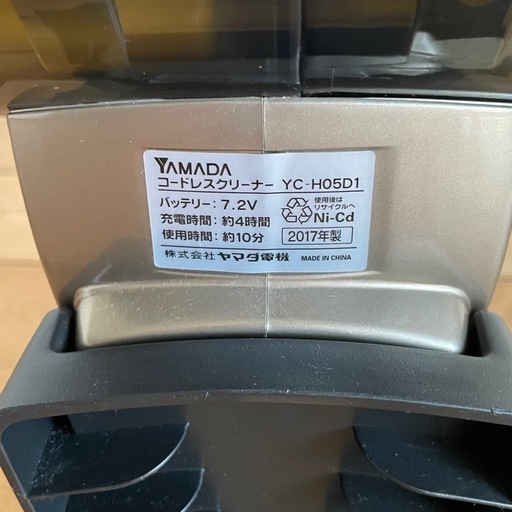 YAMADA
コードレスクリーナー YC-H05D1
バッテリー：7.2V
充電時間：約4時間
使用時間：約10分
使用後は
リサイクルへ
Ni-Cd
2017年製
株式会社 ヤマダ電機 MADE IN CHINA